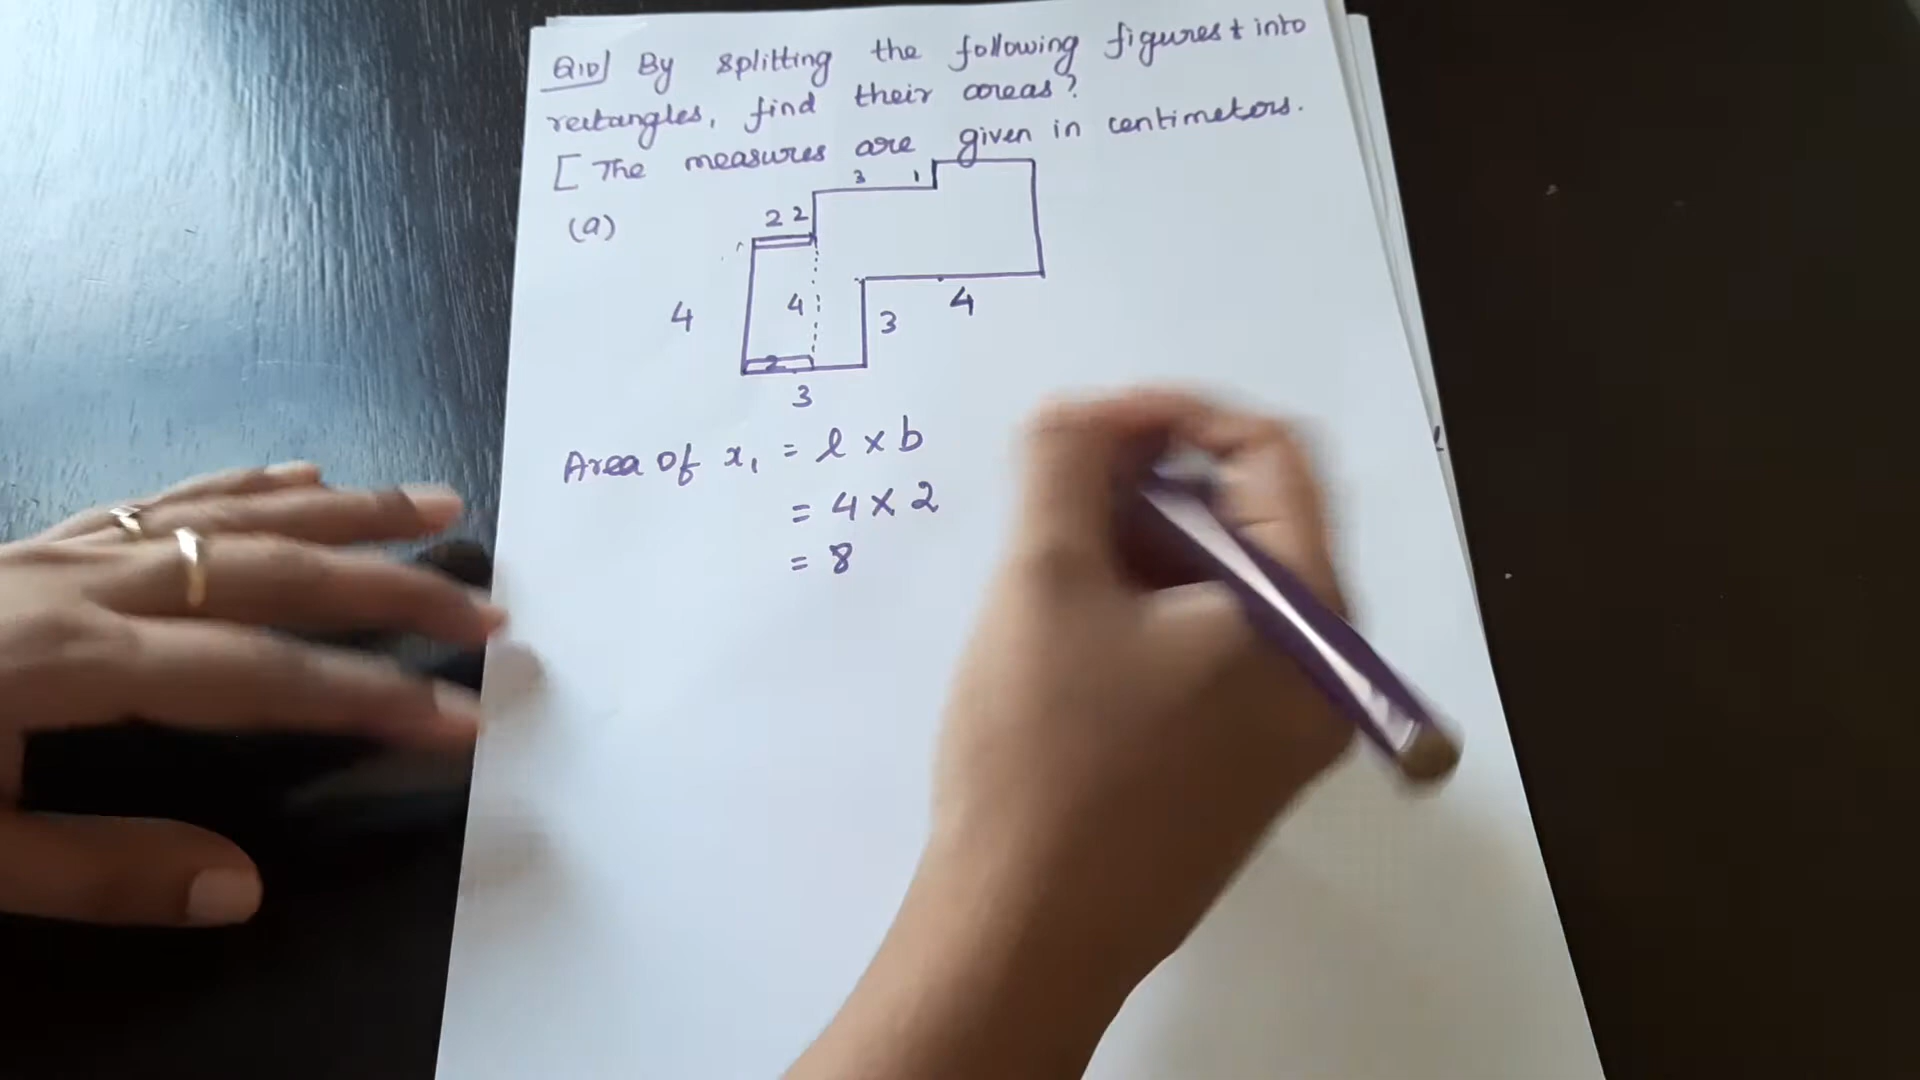 Q10) By splitting the following figures t into
rectangles, find their areas?
[ The measures are given in centimetors.
(a)
3 1
2 2
4 4 3 4
2
3
Area of x₁ = l × b
= 4 × 2
= 8